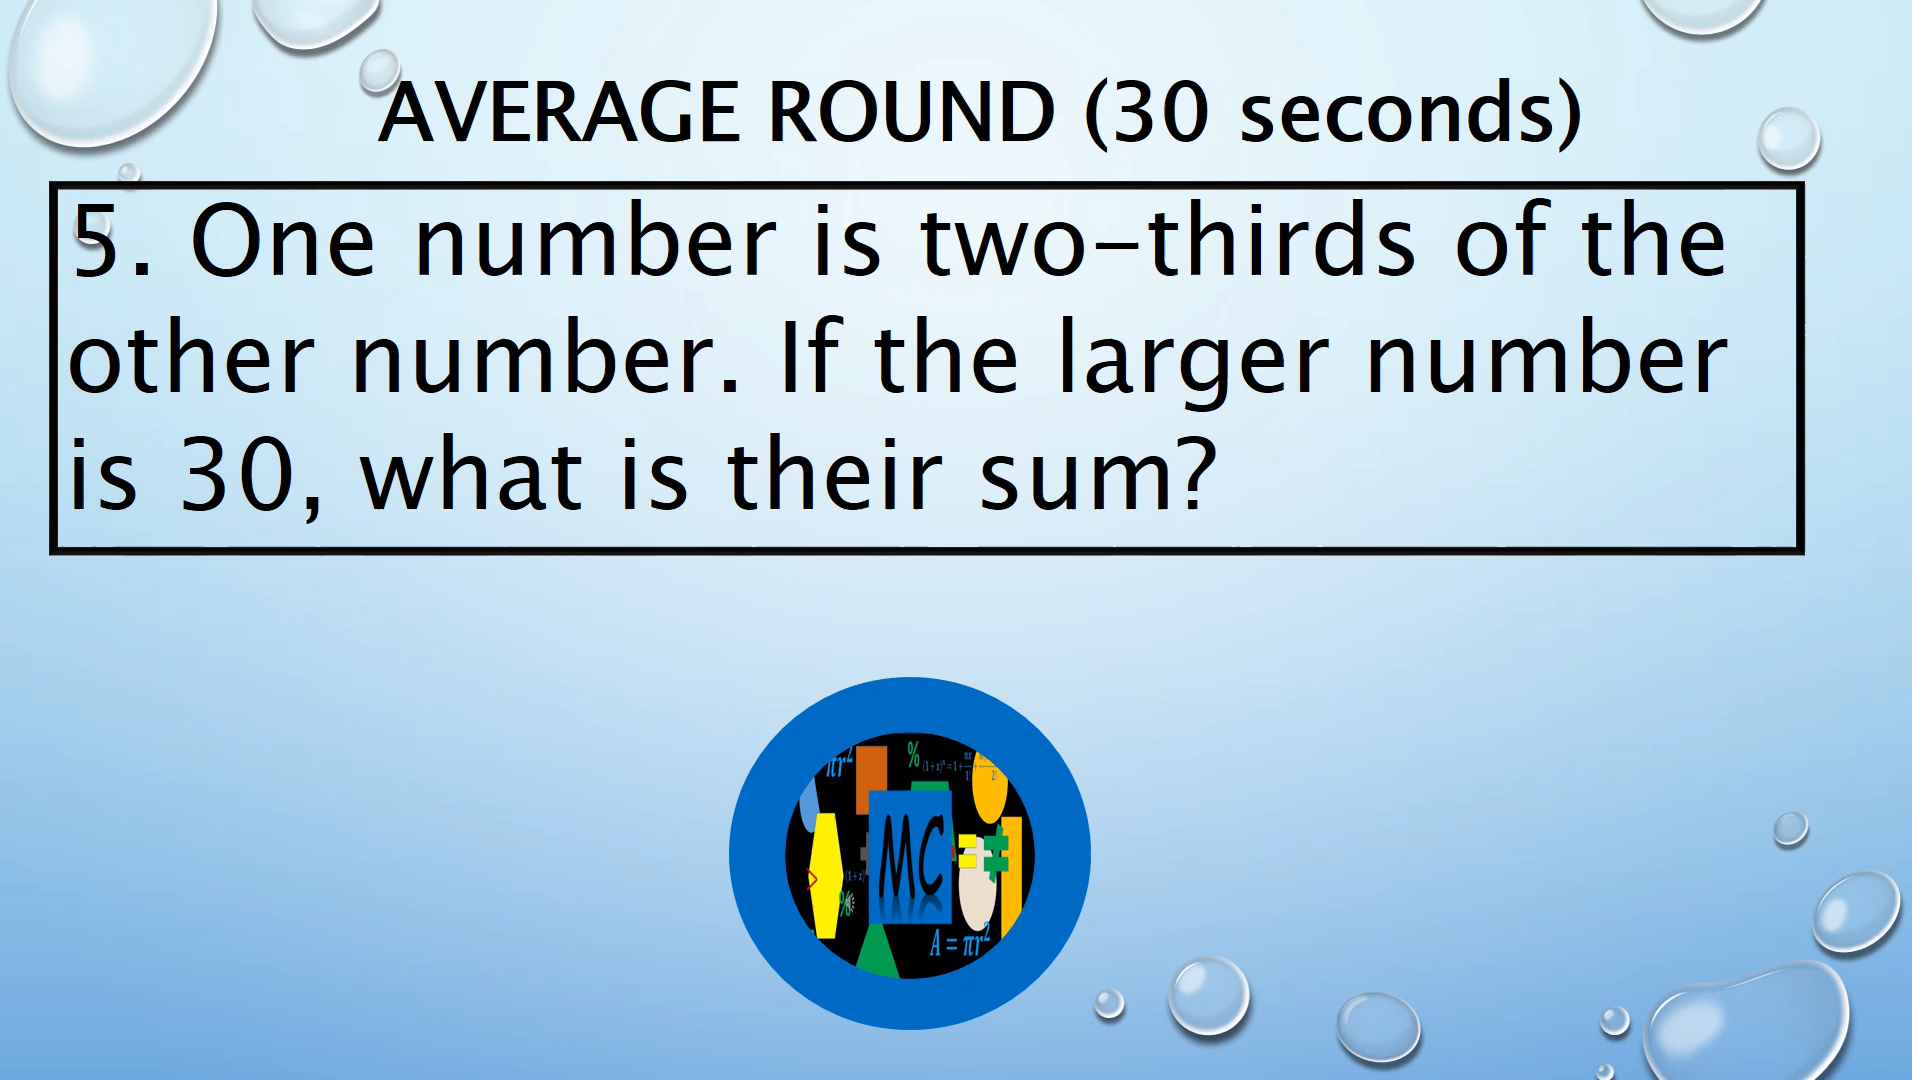 AVERAGE ROUND (30 seconds)
5. One number is two-thirds of the
other number. If the larger number
is 30, what is their sum?
πr²
%
MC
%
A = πr²